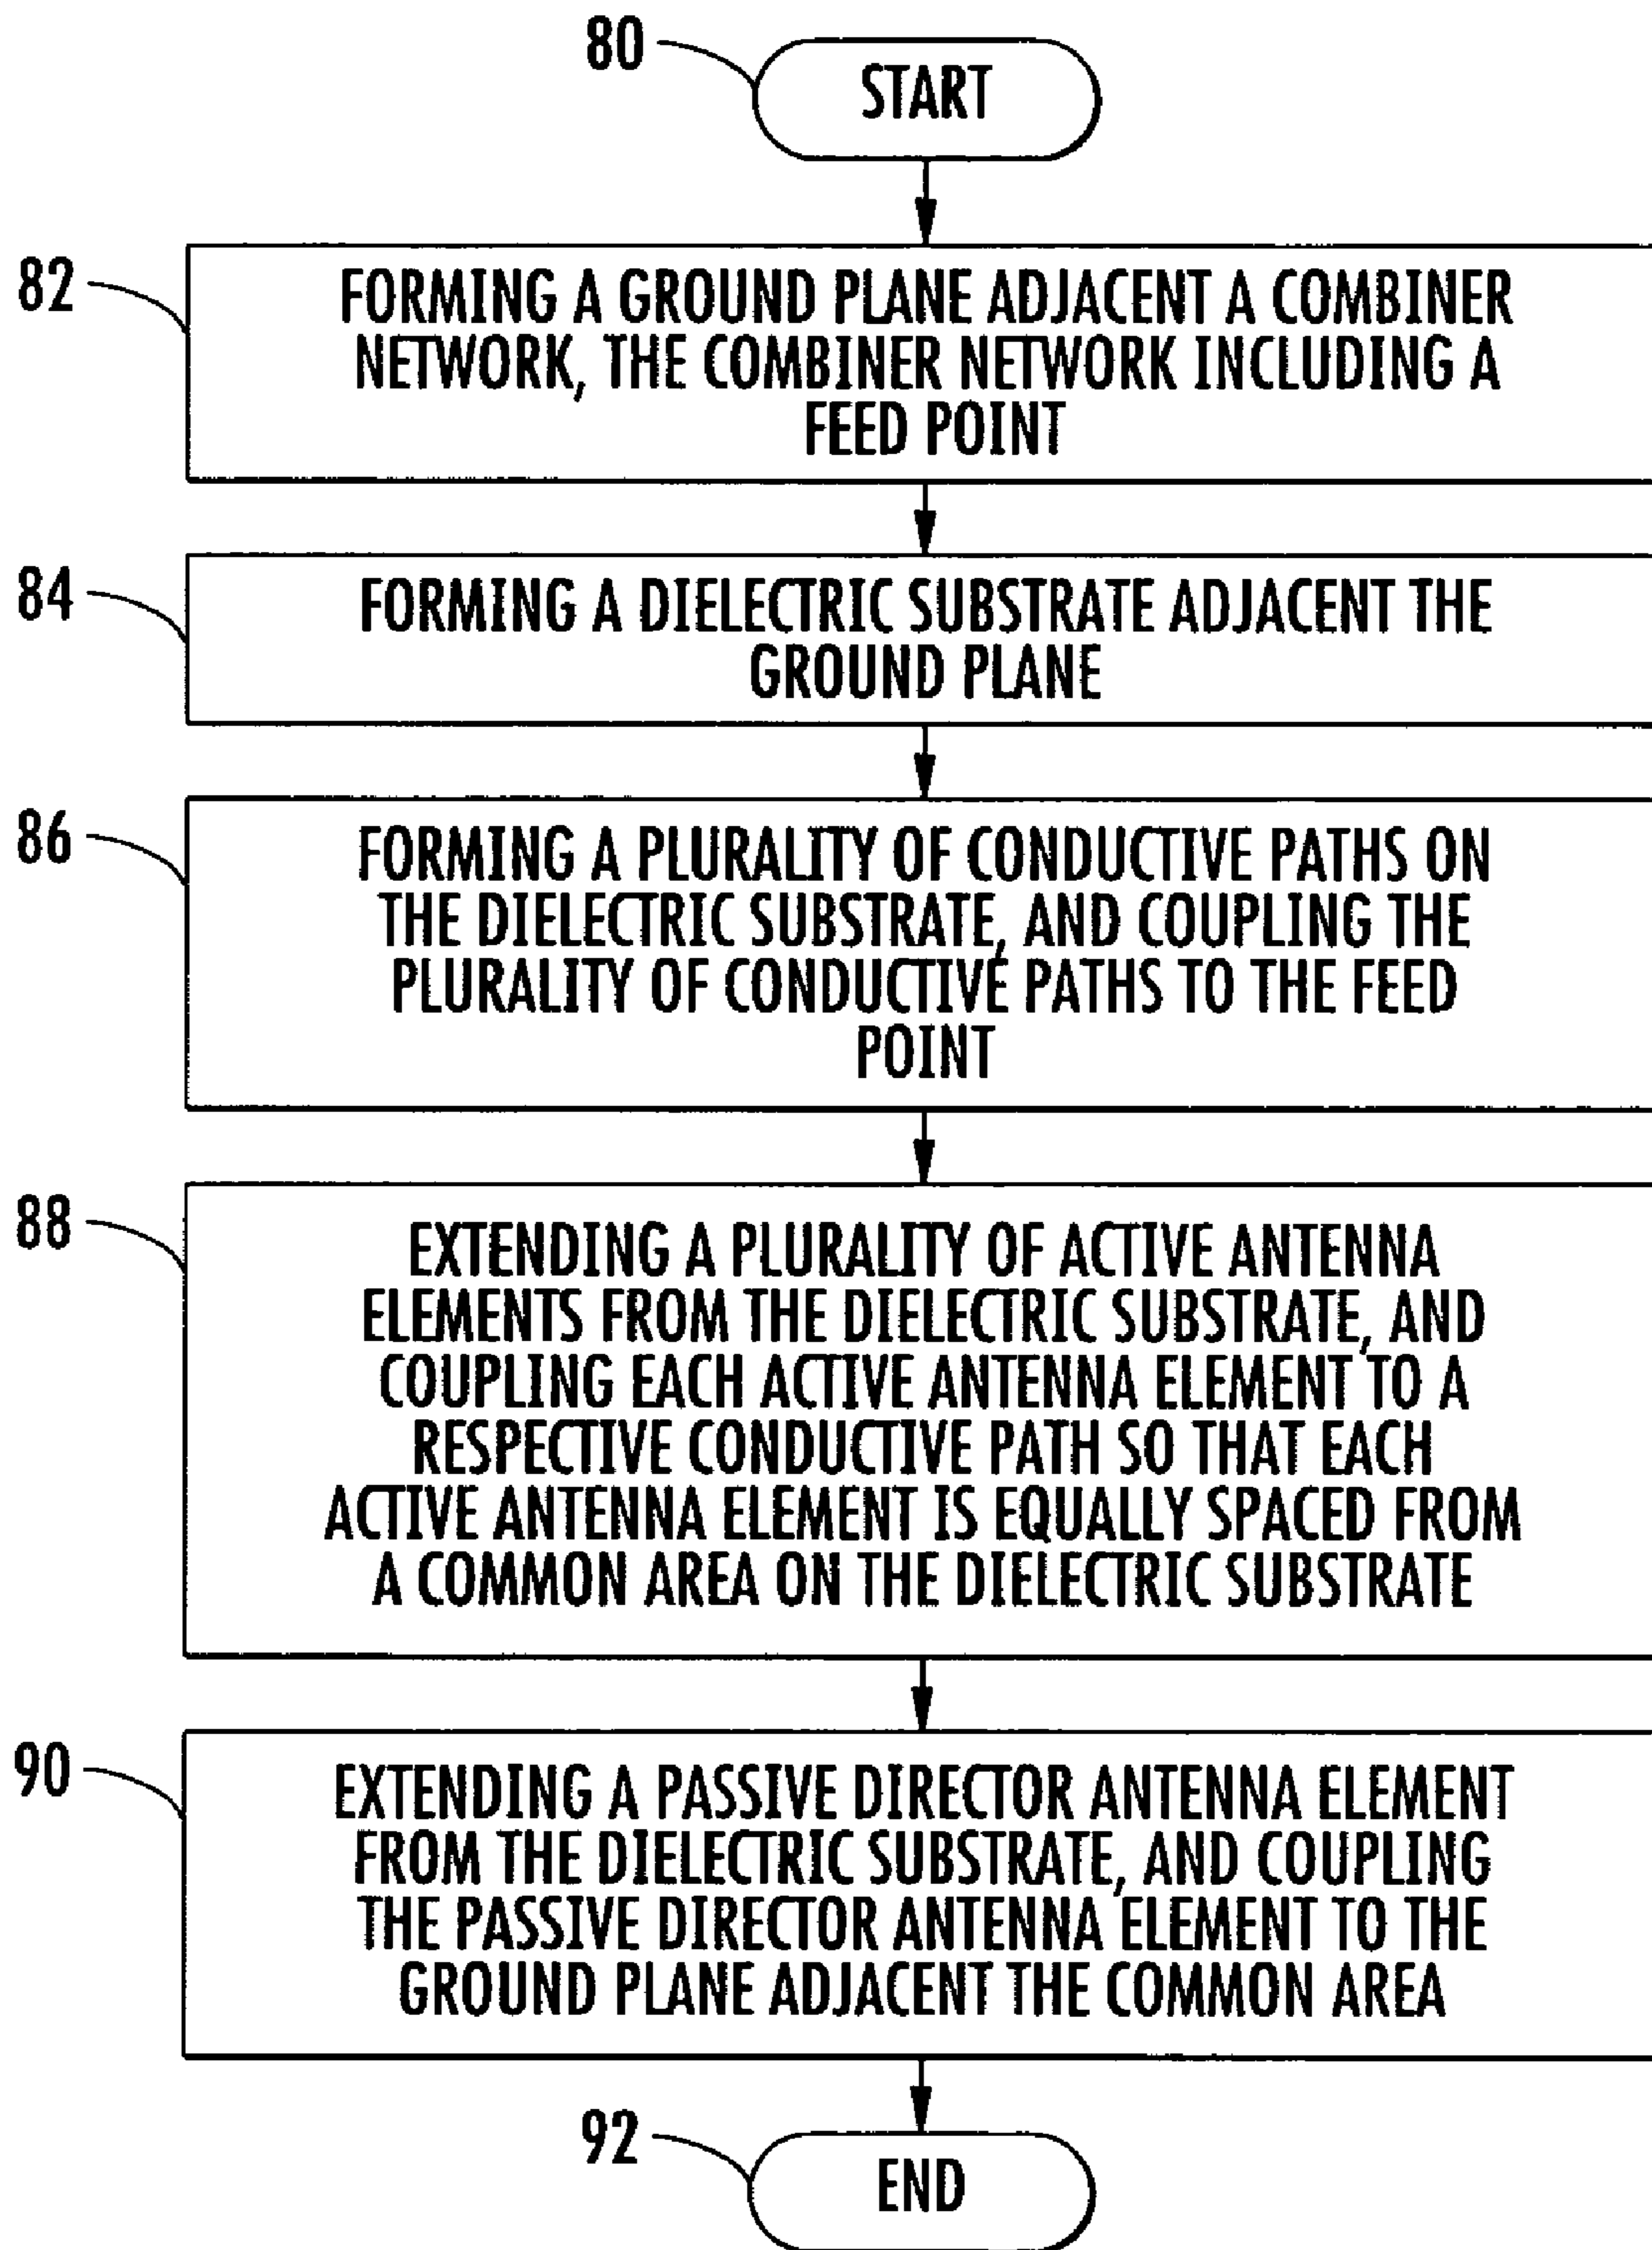 80
START
82
FORMING A GROUND PLANE ADJACENT A COMBINER
NETWORK, THE COMBINER NETWORK INCLUDING A
FEED POINT
84
FORMING A DIELECTRIC SUBSTRATE ADJACENT THE
GROUND PLANE
86
FORMING A PLURALITY OF CONDUCTIVE PATHS ON
THE DIELECTRIC SUBSTRATE, AND COUPLING THE
PLURALITY OF CONDUCTIVE PATHS TO THE FEED
POINT
88
EXTENDING A PLURALITY OF ACTIVE ANTENNA
ELEMENTS FROM THE DIELECTRIC SUBSTRATE, AND
COUPLING EACH ACTIVE ANTENNA ELEMENT TO A
RESPECTIVE CONDUCTIVE PATH SO THAT EACH
ACTIVE ANTENNA ELEMENT IS EQUALLY SPACED FROM
A COMMON AREA ON THE DIELECTRIC SUBSTRATE
90
EXTENDING A PASSIVE DIRECTOR ANTENNA ELEMENT
FROM THE DIELECTRIC SUBSTRATE, AND COUPLING
THE PASSIVE DIRECTOR ANTENNA ELEMENT TO THE
GROUND PLANE ADJACENT THE COMMON AREA
92
END